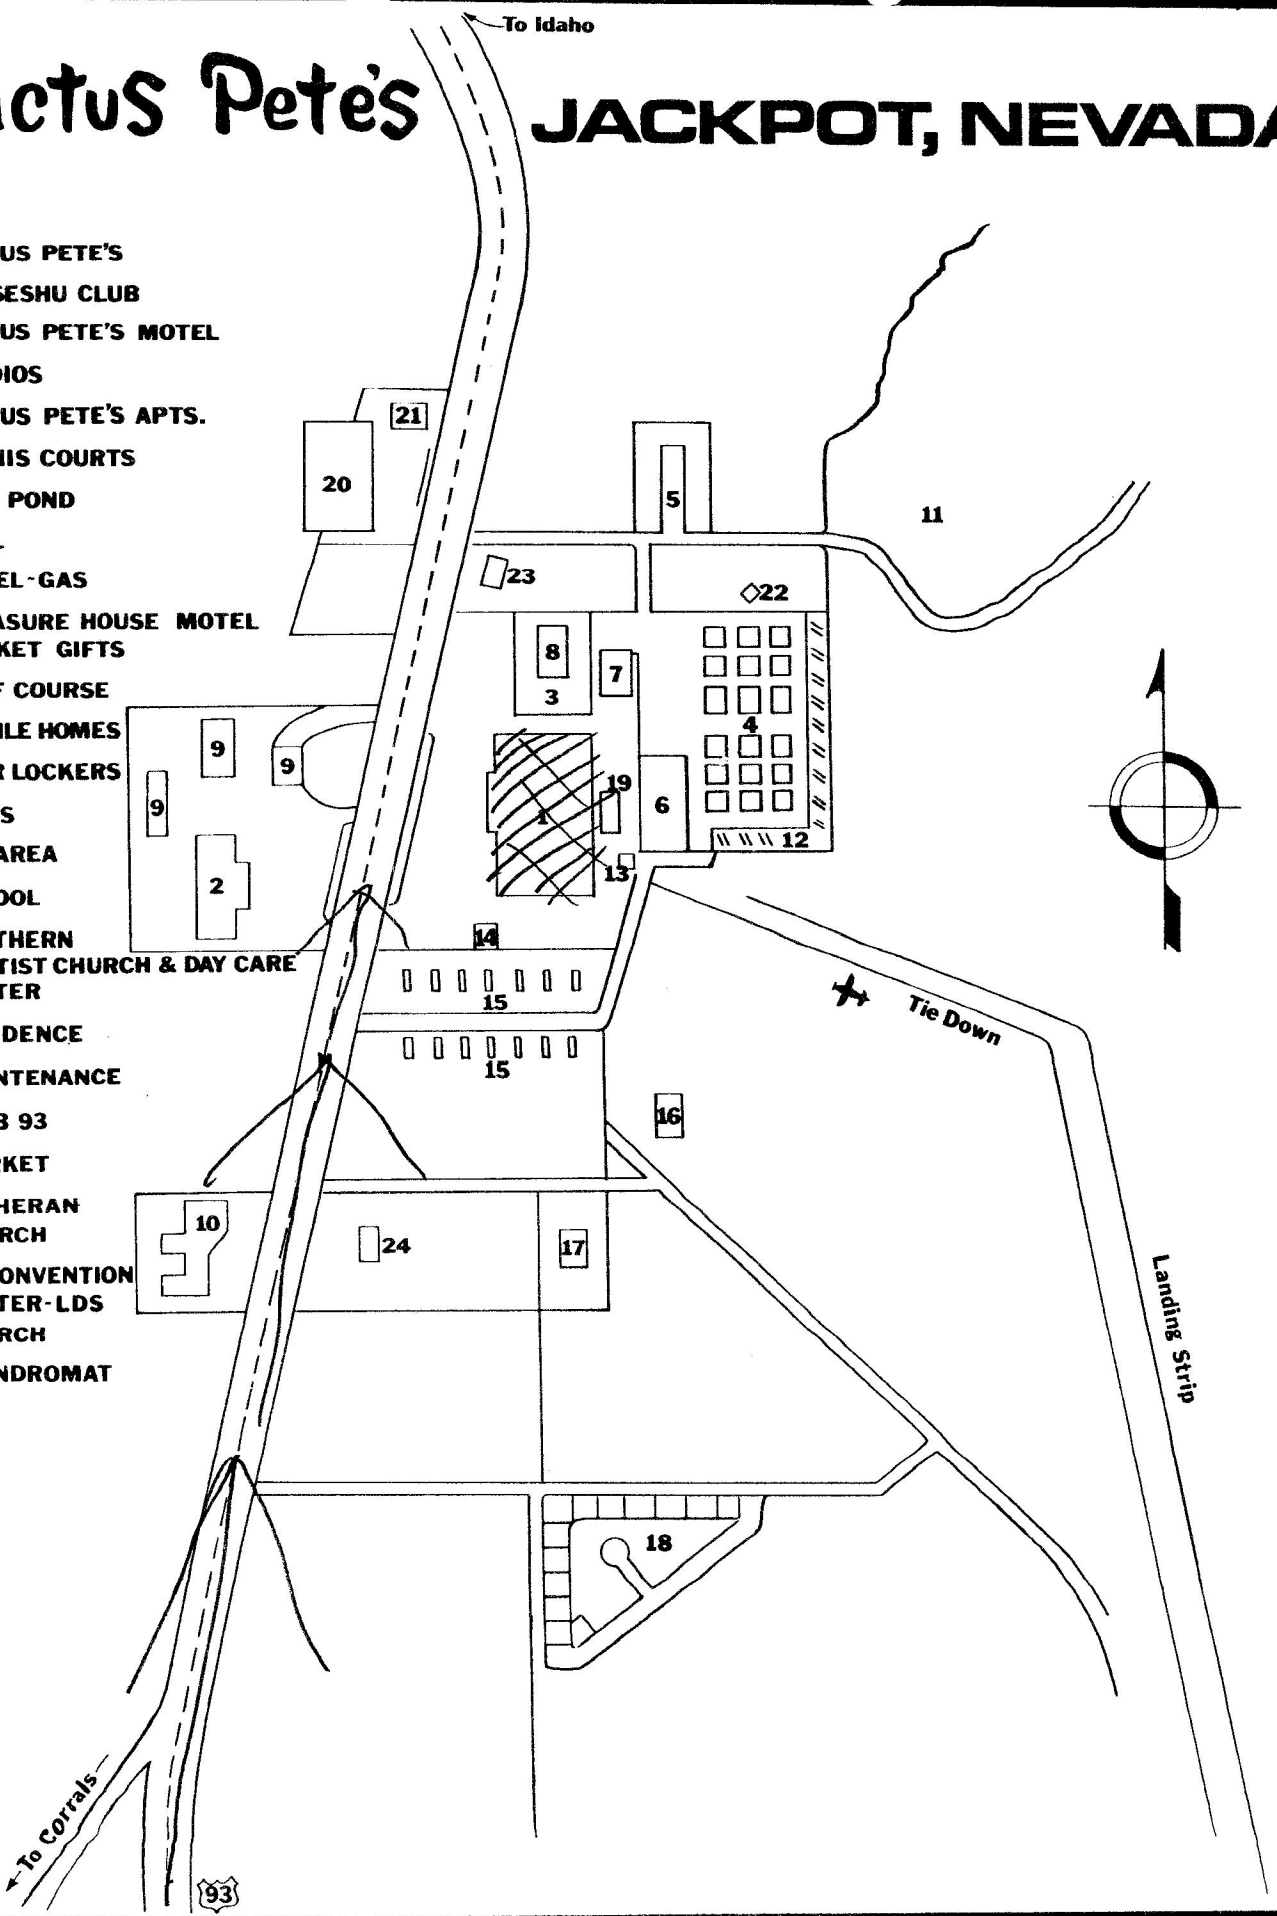 To Idaho
ctus Pete's
JACKPOT, NEVADA
US PETE'S
SESHU CLUB
US PETE'S MOTEL
DIOS
US PETE'S APTS.
NIS COURTS
POND
EL-GAS
ASURE HOUSE MOTEL
KET GIFTS
F COURSE
ILE HOMES
R LOCKERS
S
AREA
OOL
THERN
TIST CHURCH & DAY CARE
TER
DENCE
NTENANCE
B 93
RKET
HERAN
RCH
ONVENTION
TER-LDS
RCH
NDROMAT
21
20
5
11
23
22
8
7
3
4
9
9
9
19
1
6
12
2
13
14
15
15
Tie Down
16
10
24
17
Landing Strip
18
To Corrals
93